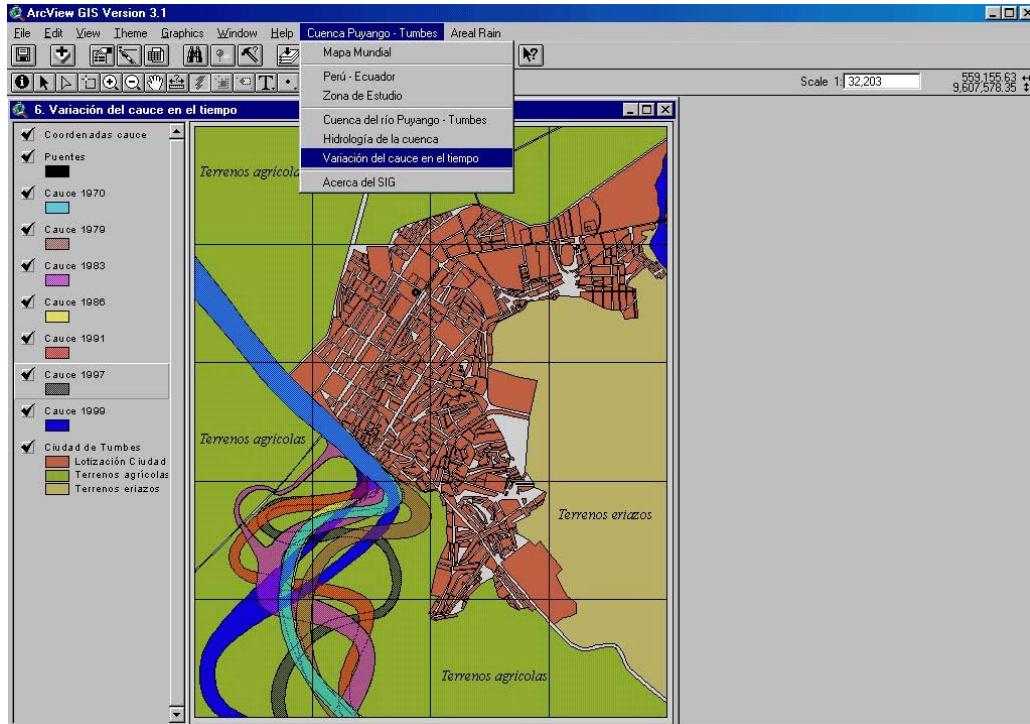 ArcView GIS Version 3.1
File Edit View Theme Graphics Window Help Cuenca Puyango - Tumbes Areal Rain
Mapa Mundial
Perú - Ecuador
Zona de Estudio
Cuenca del río Puyango - Tumbes
Hidrología de la cuenca
Variación del cauce en el tiempo
Acerca del SIG
Scale 1: 32,203
559,155.63
9,607,578.35
6. Variación del cauce en el tiempo
Coordenadas cauce
Puentes
Cauce 1970
Cauce 1979
Cauce 1983
Cauce 1986
Cauce 1991
Cauce 1997
Cauce 1999
Ciudad de Tumbes
Lotización Ciudad
Terrenos agrícolas
Terrenos eriazos
Terrenos agrícola
Terrenos agrícolas
Terrenos eriazos
Terrenos agrícolas